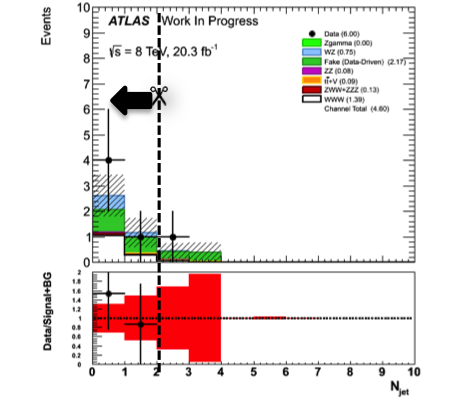 Events
ATLAS Work In Progress
√s = 8 TeV, 20.3 fb-1
Data (6.00)
Zgamma (0.00)
WZ (0.75)
Fake (Data-Driven) (2.17)
ZZ (0.08)
tt̄+V (0.09)
ZWW+ZZZ (0.13)
WWW (1.39)
Channel Total (4.60)
10
9
8
7
6
5
4
3
2
1
0
Data/Signal+BG
2
1.8
1.6
1.4
1.2
1
0.8
0.6
0.4
0.2
0
0 1 2 3 4 5 6 7 8 9 10
Njet